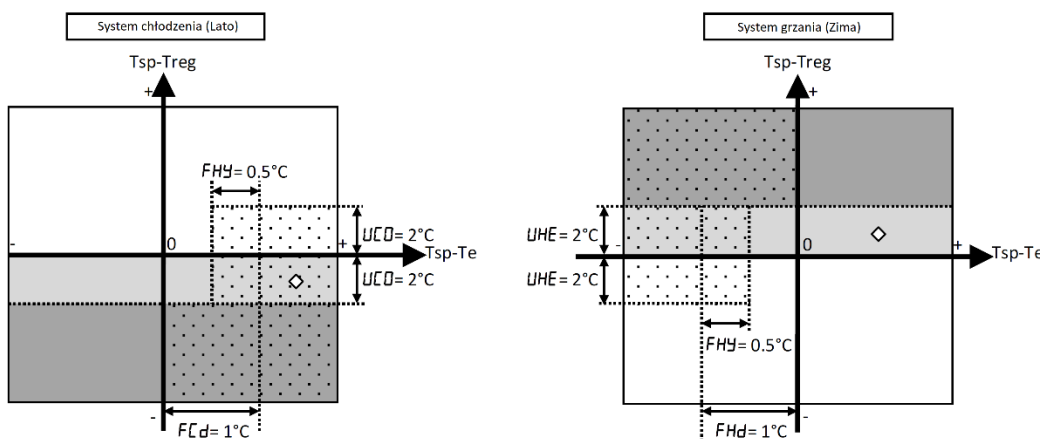 System chłodzenia (Lato)
Tsp-Treg
+
FHY= 0.5°C
UCO= 2°C
-
0
+
Tsp-Te
UCO= 2°C
-
FCd= 1°C
System grzania (Zima)
Tsp-Treg
+
UHE= 2°C
-
0
+
Tsp-Te
UHE= 2°C
FHY= 0.5°C
-
FHd= 1°C